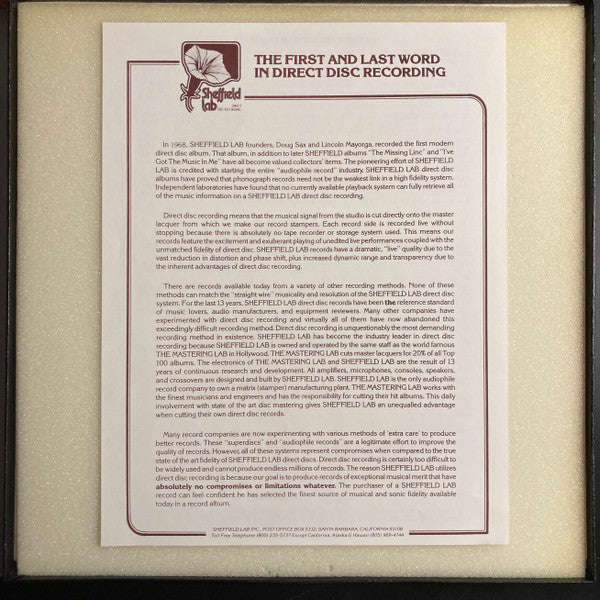 THE FIRST AND LAST WORD
IN DIRECT DISC RECORDING
Sheffield
Lab
DIRECT
DISC RECORDING
In 1968, SHEFFIELD LAB founders, Doug Sax and Lincoln Mayorga, recorded the first modern
direct disc album. That album, in addition to later SHEFFIELD albums "The Missing Linc" and "I've
Got The Music In Me" have all become valued collectors' items. The pioneering effort of SHEFFIELD
LAB is credited with starting the entire "audiophile record" industry. SHEFFIELD LAB direct disc
albums have proved that phonograph records need not be the weakest link in a high fidelity system.
Independent laboratories have found that no currently available playback system can fully retrieve all
of the music information on a SHEFFIELD LAB direct disc recording.
Direct disc recording means that the musical signal from the studio is cut directly onto the master
lacquer from which we make our record stampers. Each record side is recorded live without
stopping because there is absolutely no tape recorder or storage system used. This means our
records feature the excitement and exuberant playing of unedited live performances coupled with the
unmatched fidelity of direct disc. SHEFFIELD LAB records have a dramatic, "live" quality due to the
vast reduction in distortion and phase shift, plus increased dynamic range and transparency due to
the inherent advantages of direct disc recording.
There are records available today from a variety of other recording methods. None of these
methods can match the "straight wire" musicality and resolution of the SHEFFIELD LAB direct disc
system. For the last 13 years, SHEFFIELD LAB direct disc records have been the reference standard
of music lovers, audio manufacturers, and equipment reviewers. Many other companies have
experimented with direct disc recording and virtually all of them have now abandoned this
exceedingly difficult recording method. Direct disc recording is unquestionably the most demanding
recording method in existence. SHEFFIELD LAB has become the industry leader in direct disc
recording because SHEFFIELD LAB is owned and operated by the same staff as the world famous
THE MASTERING LAB in Hollywood. THE MASTERING LAB cuts master lacquers for 20% of all Top
100 albums. The electronics of THE MASTERING LAB and SHEFFIELD LAB are the result of 13
years of continuous research and development. All amplifiers, microphones, consoles, speakers,
and crossovers are designed and built by SHEFFIELD LAB. SHEFFIELD LAB is the only audiophile
record company to own a matrix (stamper) manufacturing plant. THE MASTERING LAB works with
the finest musicians and engineers and has the responsibility for cutting their hit albums. This daily
involvement with state of the art disc mastering gives SHEFFIELD LAB an unequalled advantage
when cutting their own direct disc records.
Many record companies are now experimenting with various methods of 'extra care' to produce
better records. These "superdiscs" and "audiophile records" are a legitimate effort to improve the
quality of records. However, all of these systems represent compromises when compared to the true
state of the art fidelity of SHEFFIELD LAB direct discs. Direct disc recording is certainly too difficult to
be widely used and cannot produce endless millions of records. The reason SHEFFIELD LAB utilizes
direct disc recording is because our goal is to produce records of exceptional musical merit that have
absolutely no compromises or limitations whatever. The purchaser of a SHEFFIELD LAB
record can feel confident he has selected the finest source of musical and sonic fidelity available
today in a record album.
SHEFFIELD LAB INC., POST OFFICE BOX 5332, SANTA BARBARA, CALIFORNIA 93108
Toll Free Telephone (800) 235-5737 Except California, Alaska & Hawaii (805) 969-4744